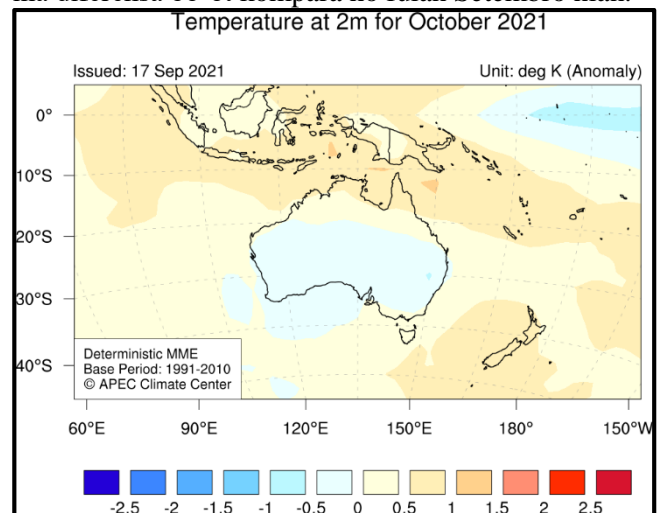 Temperature at 2m for October 2021
Issued: 17 Sep 2021 Unit: deg K (Anomaly)
0°
10°S
20°S
30°S
40°S
Deterministic MME
Base Period: 1991-2010
© APEC Climate Center
60°E 90°E 120°E 150°E 180° 150°W
-2.5 -2 -1.5 -1 -0.5 0 0.5 1 1.5 2 2.5